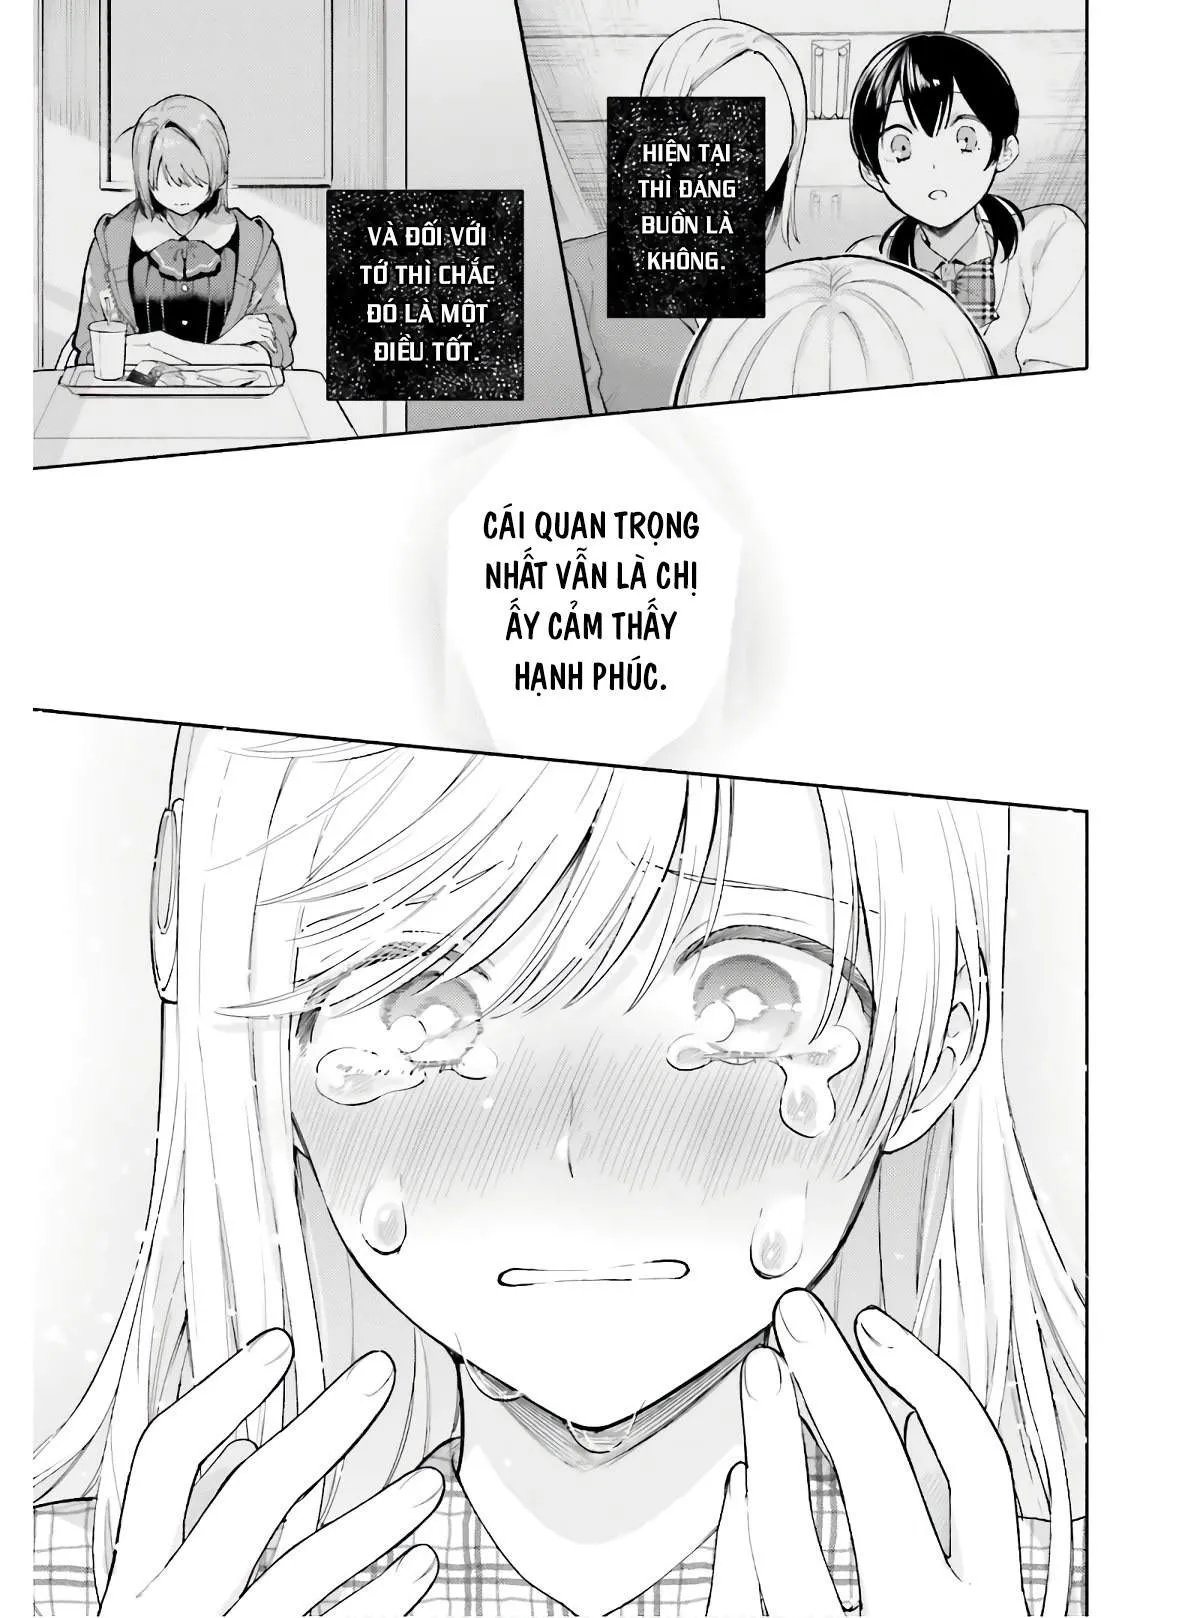 HIỆN TẠI
THÌ ĐÁNG
BUỒN LÀ
KHÔNG.
VÀ ĐỐI VỚI
TỚ THÌ CHẮC
ĐÓ LÀ MỘT
ĐIỀU TỐT.
CÁI QUAN TRỌNG
NHẤT VẪN LÀ CHỊ
ẤY CẢM THẤY
HẠNH PHÚC.